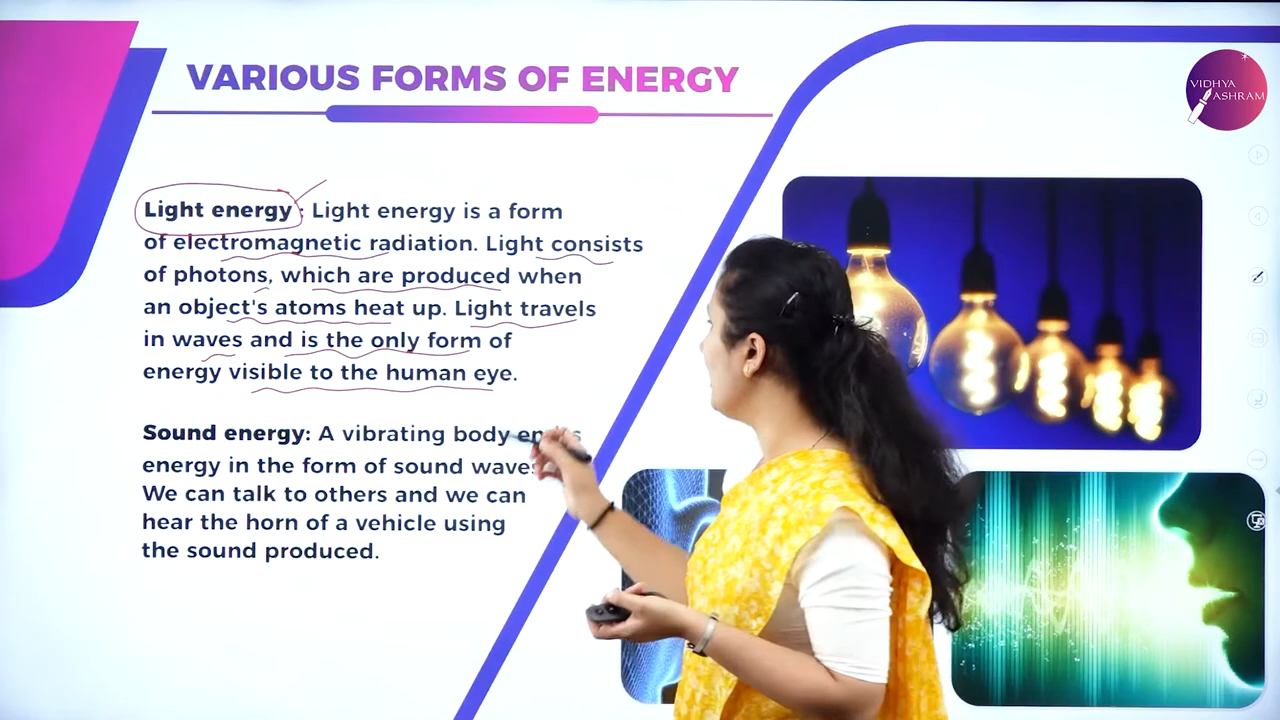 VARIOUS FORMS OF ENERGY
VIDHYA
ASHRAM
Light energy : Light energy is a form
of electromagnetic radiation. Light consists
of photons, which are produced when
an object's atoms heat up. Light travels
in waves and is the only form of
energy visible to the human eye.
Sound energy: A vibrating body
energy in the form of sound waves
We can talk to others and we can
hear the horn of a vehicle using
the sound produced.